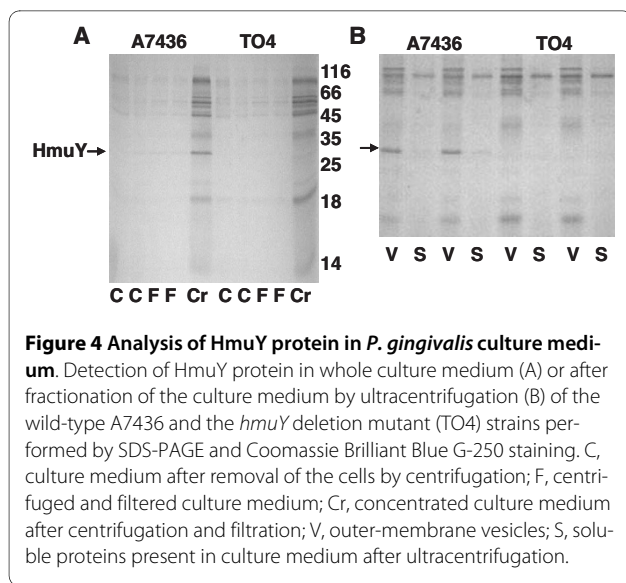 A
A7436 TO4
B
A7436 TO4
116
66
45
35
25
18
14
HmuY→
C C F F Cr C C F F Cr
V S V S V S V S
Figure 4 Analysis of HmuY protein in P. gingivalis culture medi-
um. Detection of HmuY protein in whole culture medium (A) or after
fractionation of the culture medium by ultracentrifugation (B) of the
wild-type A7436 and the hmuY deletion mutant (TO4) strains per-
formed by SDS-PAGE and Coomassie Brilliant Blue G-250 staining. C,
culture medium after removal of the cells by centrifugation; F, centri-
fuged and filtered culture medium; Cr, concentrated culture medium
after centrifugation and filtration; V, outer-membrane vesicles; S, solu-
ble proteins present in culture medium after ultracentrifugation.